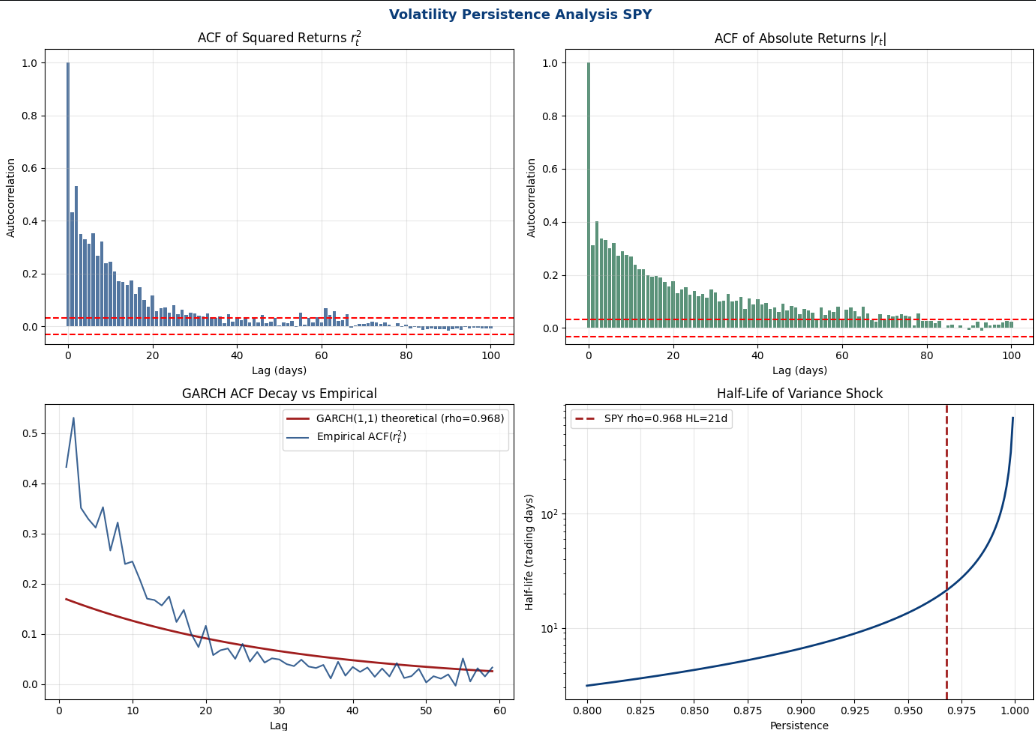 Volatility Persistence Analysis SPY
ACF of Squared Returns $r_t^2$
Autocorrelation
1.0
0.8
0.6
0.4
0.2
0.0
0 20 40 60 80 100
Lag (days)
ACF of Absolute Returns $|r_t|$
Autocorrelation
1.0
0.8
0.6
0.4
0.2
0.0
0 20 40 60 80 100
Lag (days)
GARCH ACF Decay vs Empirical
GARCH(1,1) theoretical (rho=0.968)
Empirical ACF($r_t^2$)
0.5
0.4
0.3
0.2
0.1
0.0
0 10 20 30 40 50 60
Lag
Half-Life of Variance Shock
SPY rho=0.968 HL=21d
Half-life (trading days)
10²
10¹
0.800 0.825 0.850 0.875 0.900 0.925 0.950 0.975 1.000
Persistence